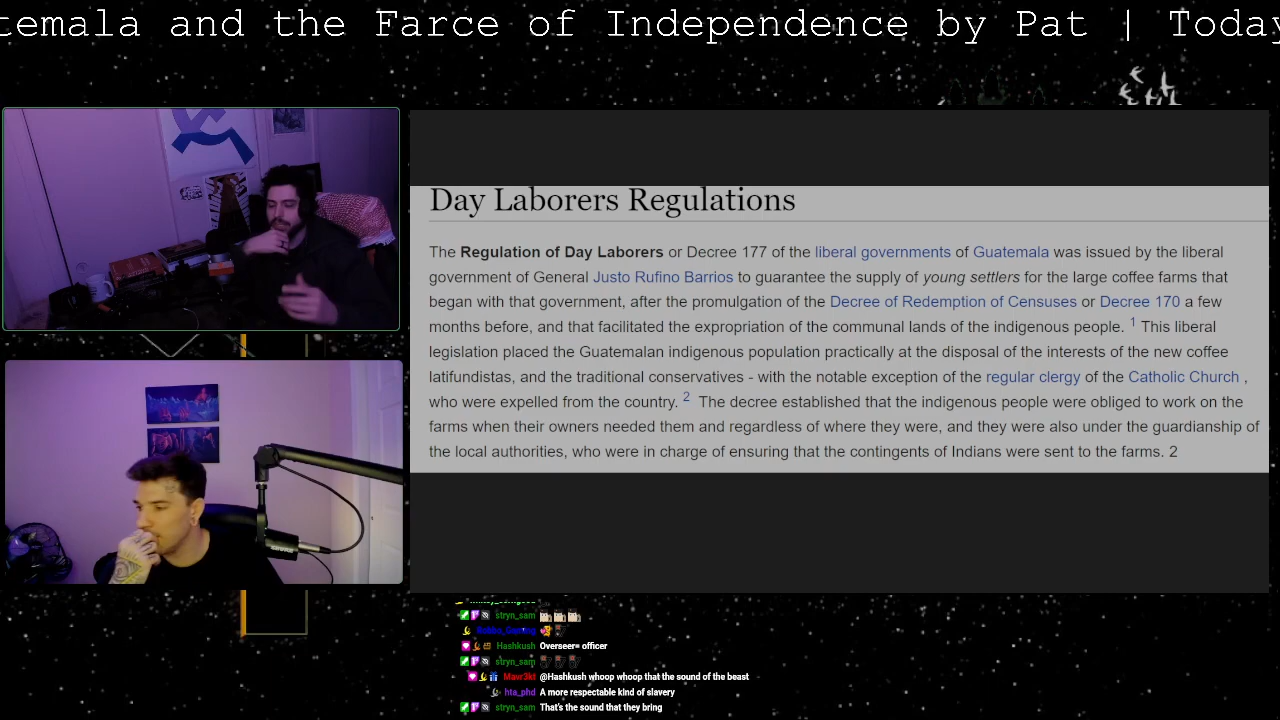 temala and the Farce of Independence by Pat | Today
Day Laborers Regulations
The Regulation of Day Laborers or Decree 177 of the liberal governments of Guatemala was issued by the liberal
government of General Justo Rufino Barrios to guarantee the supply of young settlers for the large coffee farms that
began with that government, after the promulgation of the Decree of Redemption of Censuses or Decree 170 a few
months before, and that facilitated the expropriation of the communal lands of the indigenous people. 1 This liberal
legislation placed the Guatemalan indigenous population practically at the disposal of the interests of the new coffee
latifundistas, and the traditional conservatives - with the notable exception of the regular clergy of the Catholic Church ,
who were expelled from the country. 2 The decree established that the indigenous people were obliged to work on the
farms when their owners needed them and regardless of where they were, and they were also under the guardianship of
the local authorities, who were in charge of ensuring that the contingents of Indians were sent to the farms. 2
stryn_sam
Hashkush Overseer= officer
stryn_sam
Mavr3kt @Hashkush whoop whoop that the sound of the beast
hta_phd A more respectable kind of slavery
stryn_sam That's the sound that they bring